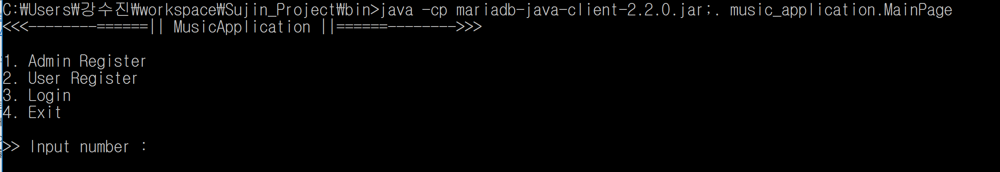 C:₩Users₩강수진₩workspace₩Sujin_Project₩bin>java -cp mariadb-java-client-2.2.0.jar;. music_application.MainPage
<<<--------======|| MusicApplication ||======-------->>>
1. Admin Register
2. User Register
3. Login
4. Exit
>> Input number :